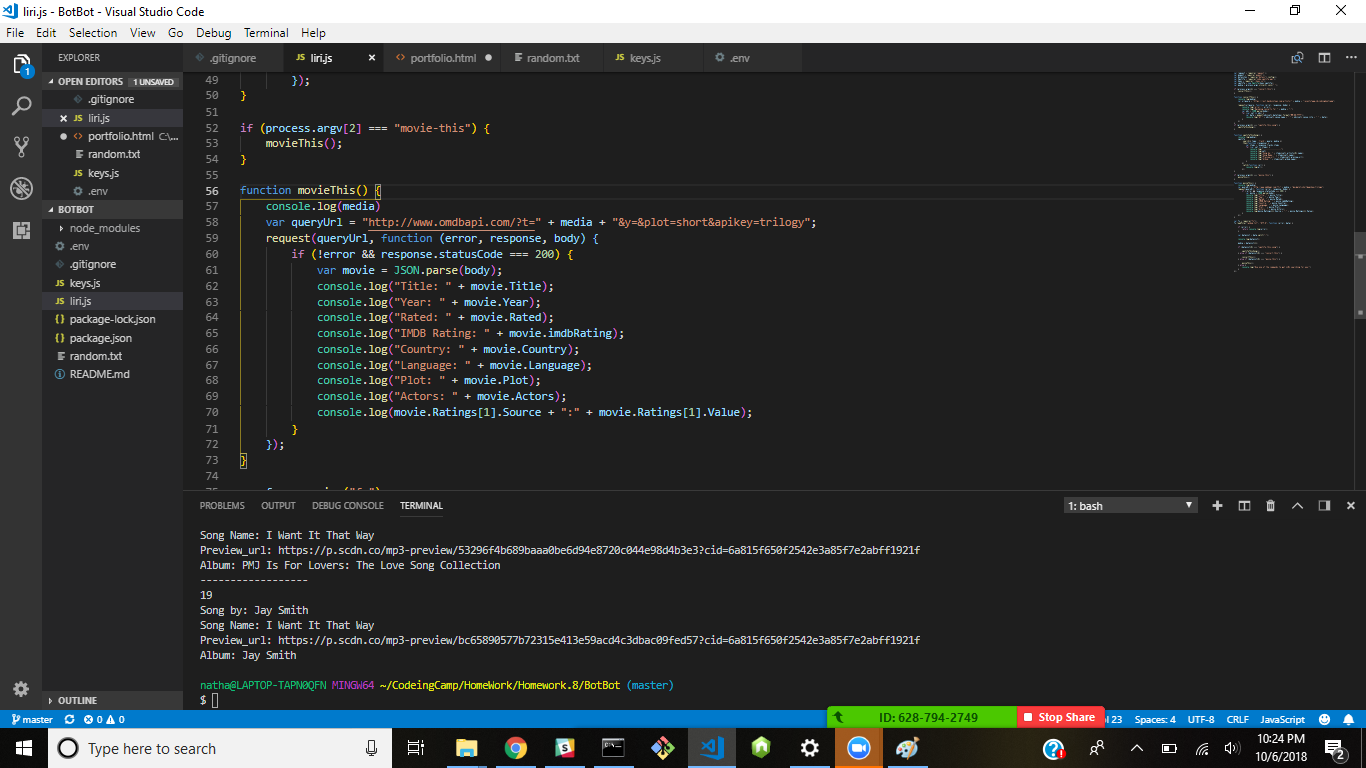 liri.js - BotBot - Visual Studio Code
File Edit Selection View Go Debug Terminal Help
EXPLORER
OPEN EDITORS 1 UNSAVED
.gitignore
JS liri.js
<> portfolio.html C:\...
random.txt
JS keys.js
.env
BOTBOT
node_modules
.env
.gitignore
JS keys.js
JS liri.js
{} package-lock.json
{} package.json
random.txt
README.md
OUTLINE
.gitignore JS liri.js <> portfolio.html random.txt JS keys.js .env
49 });
50 }
51
52 if (process.argv[2] === "movie-this") {
53 movieThis();
54 }
55
56 function movieThis() {
57 console.log(media)
58 var queryUrl = "http://www.omdbapi.com/?t=" + media + "&y=&plot=short&apikey=trilogy";
59 request(queryUrl, function (error, response, body) {
60 if (!error && response.statusCode === 200) {
61 var movie = JSON.parse(body);
62 console.log("Title: " + movie.Title);
63 console.log("Year: " + movie.Year);
64 console.log("Rated: " + movie.Rated);
65 console.log("IMDB Rating: " + movie.imdbRating);
66 console.log("Country: " + movie.Country);
67 console.log("Language: " + movie.Language);
68 console.log("Plot: " + movie.Plot);
69 console.log("Actors: " + movie.Actors);
70 console.log(movie.Ratings[1].Source + ":" + movie.Ratings[1].Value);
71 }
72 });
73 }
74
PROBLEMS OUTPUT DEBUG CONSOLE TERMINAL 1: bash
Song Name: I Want It That Way
Preview_url: https://p.scdn.co/mp3-preview/53296f4b689baaa0be6d94e8720c044e98d4b3e3?cid=6a815f650f2542e3a85f7e2abff1921f
Album: PMJ Is For Lovers: The Love Song Collection
------------------
19
Song by: Jay Smith
Song Name: I Want It That Way
Preview_url: https://p.scdn.co/mp3-preview/bc65890577b72315e413e59acd4c3dbac09fed57?cid=6a815f650f2542e3a85f7e2abff1921f
Album: Jay Smith
natha@LAPTOP-TAPN0QFN MINGW64 ~/CodeingCamp/HomeWork/Homework.8/BotBot (master)
$
master 0 0 ID: 628-794-2749 Stop Share 23 Spaces: 4 UTF-8 CRLF JavaScript
Type here to search
10:24 PM
10/6/2018
2